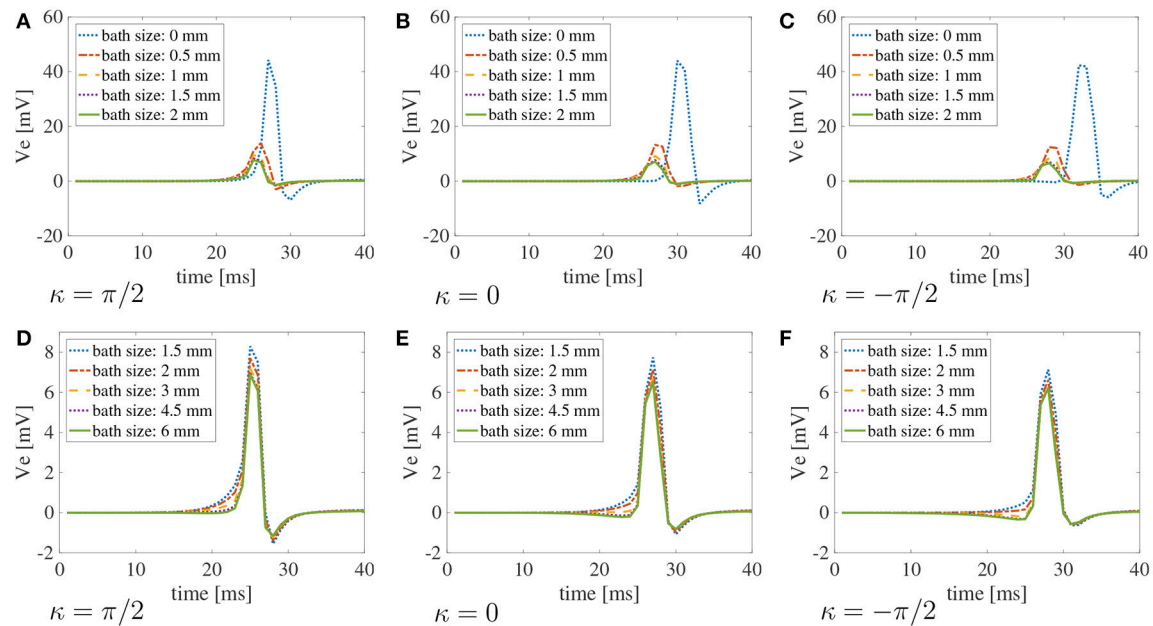 A
60
40
20
0
-20
Ve [mV]
bath size: 0 mm
bath size: 0.5 mm
bath size: 1 mm
bath size: 1.5 mm
bath size: 2 mm
0 10 20 30 40
time [ms]
κ = π/2
B
60
40
20
0
-20
Ve [mV]
bath size: 0 mm
bath size: 0.5 mm
bath size: 1 mm
bath size: 1.5 mm
bath size: 2 mm
0 10 20 30 40
time [ms]
κ = 0
C
60
40
20
0
-20
Ve [mV]
bath size: 0 mm
bath size: 0.5 mm
bath size: 1 mm
bath size: 1.5 mm
bath size: 2 mm
0 10 20 30 40
time [ms]
κ = −π/2
D
8
6
4
2
0
-2
Ve [mV]
bath size: 1.5 mm
bath size: 2 mm
bath size: 3 mm
bath size: 4.5 mm
bath size: 6 mm
0 10 20 30 40
time [ms]
κ = π/2
E
8
6
4
2
0
-2
Ve [mV]
bath size: 1.5 mm
bath size: 2 mm
bath size: 3 mm
bath size: 4.5 mm
bath size: 6 mm
0 10 20 30 40
time [ms]
κ = 0
F
8
6
4
2
0
-2
Ve [mV]
bath size: 1.5 mm
bath size: 2 mm
bath size: 3 mm
bath size: 4.5 mm
bath size: 6 mm
0 10 20 30 40
time [ms]
κ = −π/2